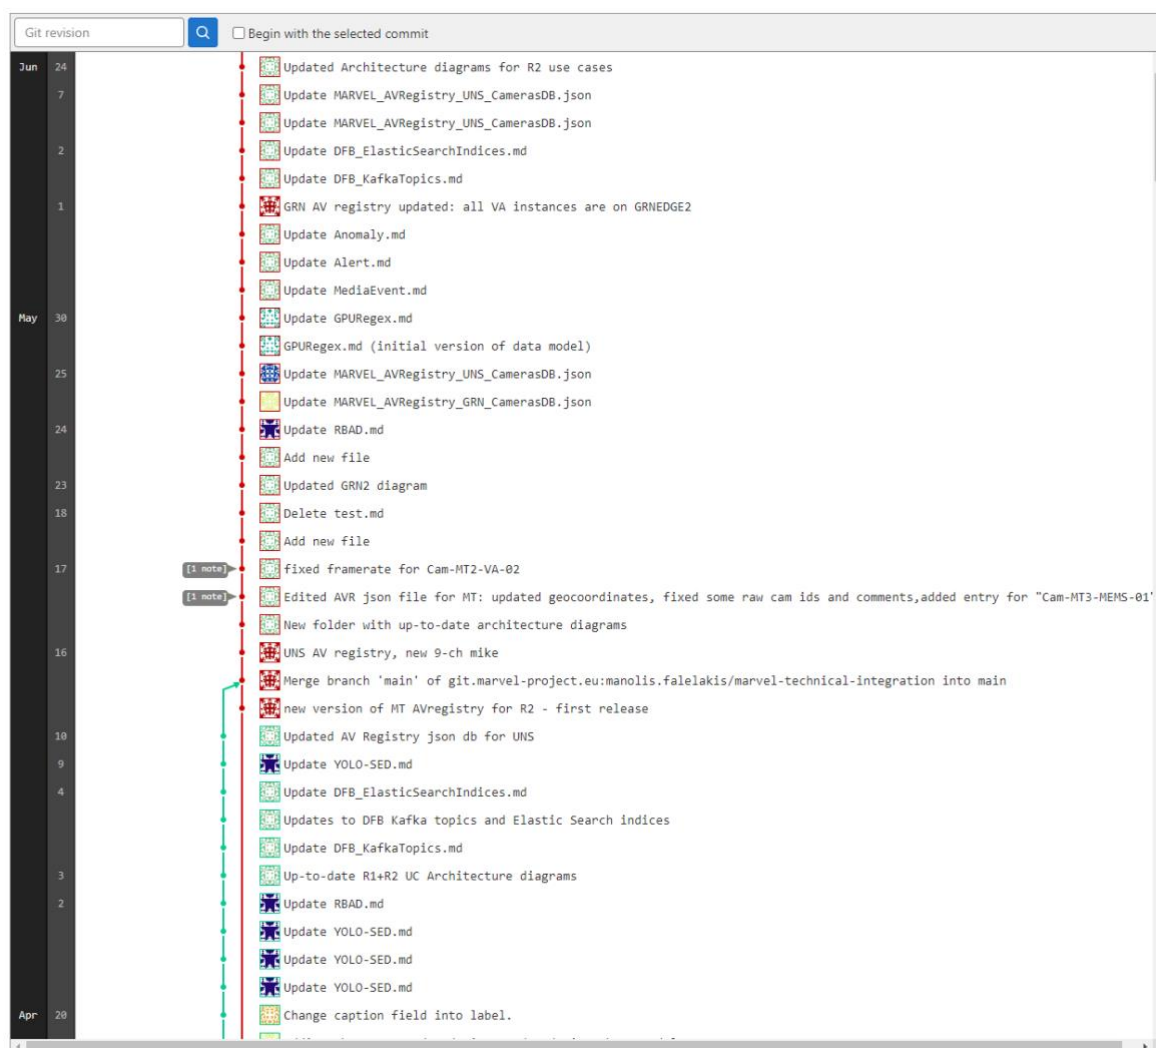 Git revision Begin with the selected commit
Jun 24 Updated Architecture diagrams for R2 use cases
7 Update MARVEL_AVRegistry_UNS_CamerasDB.json
Update MARVEL_AVRegistry_UNS_CamerasDB.json
2 Update DFB_ElasticSearchIndices.md
Update DFB_KafkaTopics.md
1 GRN AV registry updated: all VA instances are on GRNEDGE2
Update Anomaly.md
Update Alert.md
Update MediaEvent.md
May 30 Update GPURegex.md
GPURegex.md (initial version of data model)
25 Update MARVEL_AVRegistry_UNS_CamerasDB.json
Update MARVEL_AVRegistry_GRN_CamerasDB.json
24 Update RBAD.md
Add new file
23 Updated GRN2 diagram
18 Delete test.md
Add new file
17 [1 note] fixed framerate for Cam-MT2-VA-02
[1 note] Edited AVR json file for MT: updated geocoordinates, fixed some raw cam ids and comments,added entry for "Cam-MT3-MEMS-01"
New folder with up-to-date architecture diagrams
16 UNS AV registry, new 9-ch mike
Merge branch 'main' of git.marvel-project.eu:manolis.falelakis/marvel-technical-integration into main
new version of MT AVregistry for R2 - first release
10 Updated AV Registry json db for UNS
9 Update YOLO-SED.md
4 Update DFB_ElasticSearchIndices.md
Updates to DFB Kafka topics and Elastic Search indices
Update DFB_KafkaTopics.md
3 Up-to-date R1+R2 UC Architecture diagrams
2 Update RBAD.md
Update YOLO-SED.md
Update YOLO-SED.md
Update YOLO-SED.md
Apr 20 Change caption field into label.